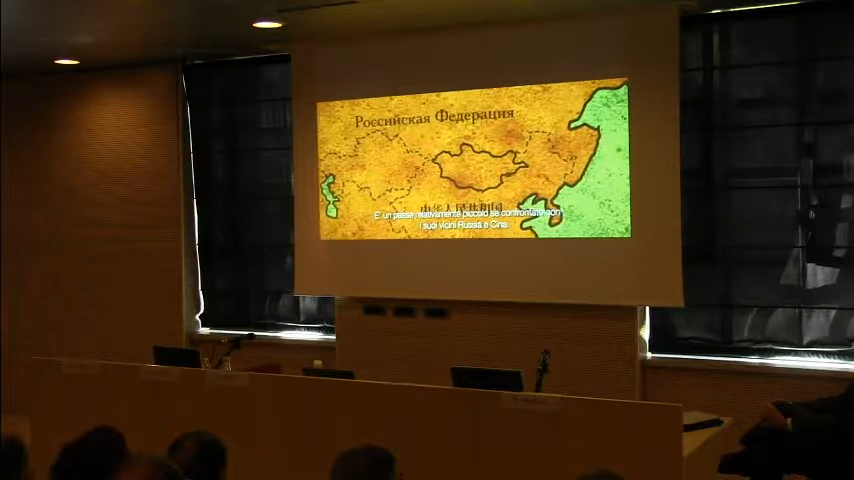 Российская Федерация
中华人民共和国
E' un paese relativamente piccolo se confrontato con
i suoi vicini Russia e Cina.